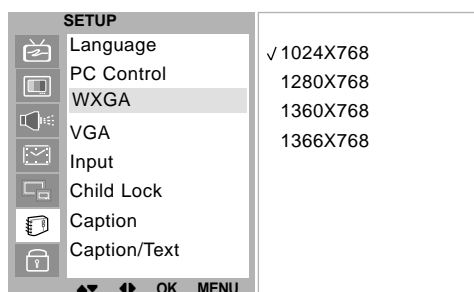 SETUP
Language
PC Control
WXGA
VGA
Input
Child Lock
Caption
Caption/Text
OK MENU
√ 1024X768
1280X768
1360X768
1366X768